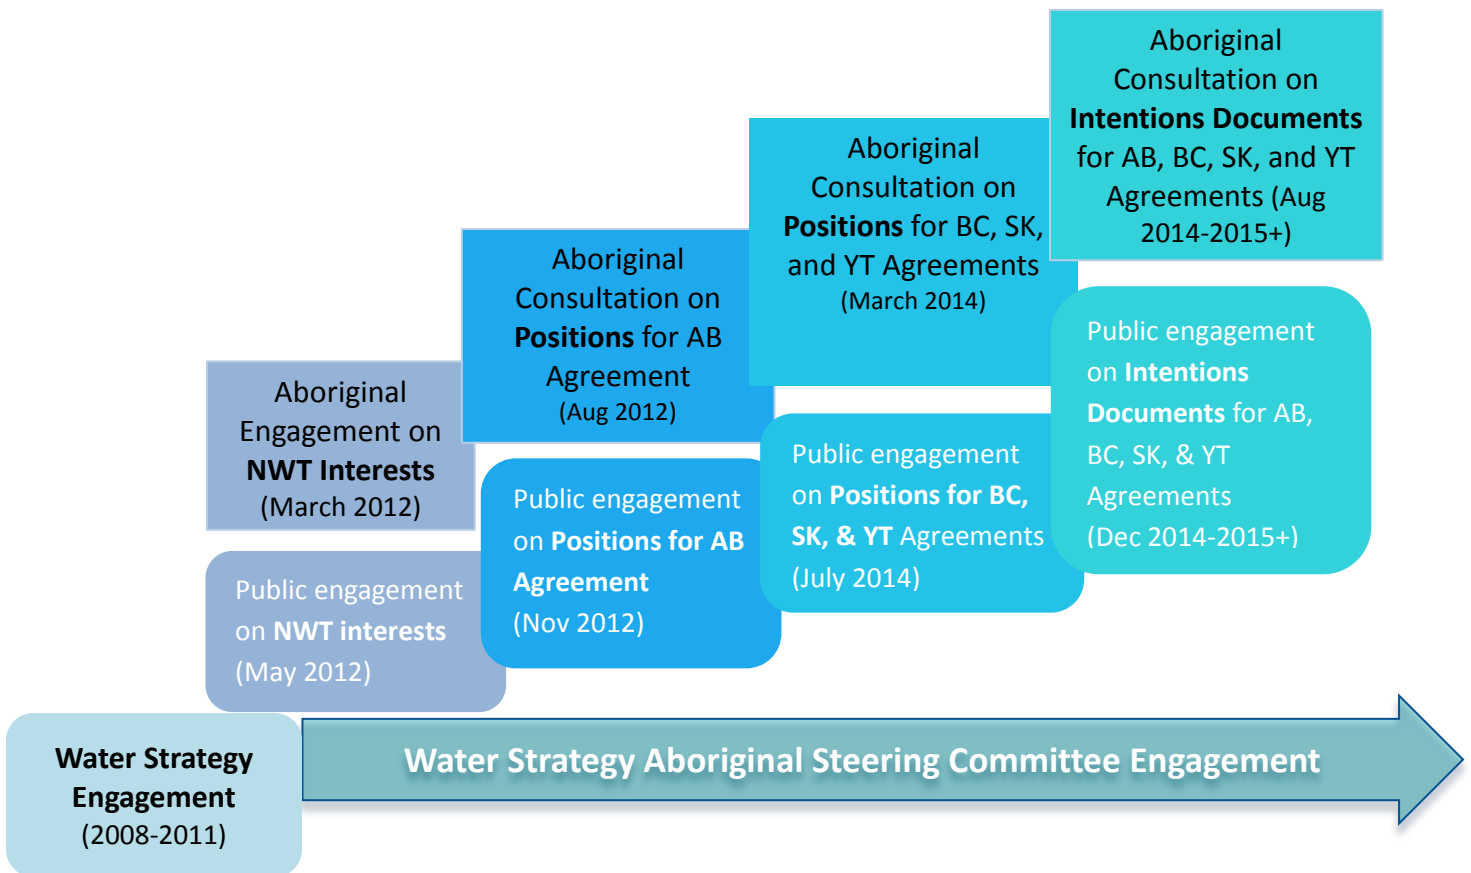 Aboriginal
Consultation on
Intentions Documents
for AB, BC, SK, and YT
Agreements (Aug
2014-2015+)
Aboriginal
Consultation on
Positions for BC, SK,
and YT Agreements
(March 2014)
Aboriginal
Consultation on
Positions for AB
Agreement
(Aug 2012)
Aboriginal
Engagement on
NWT Interests
(March 2012)
Public engagement
on Intentions
Documents for AB,
BC, SK, & YT
Agreements
(Dec 2014-2015+)
Public engagement
on Positions for BC,
SK, & YT Agreements
(July 2014)
Public engagement
on Positions for AB
Agreement
(Nov 2012)
Public engagement
on NWT interests
(May 2012)
Water Strategy
Engagement
(2008-2011)
Water Strategy Aboriginal Steering Committee Engagement